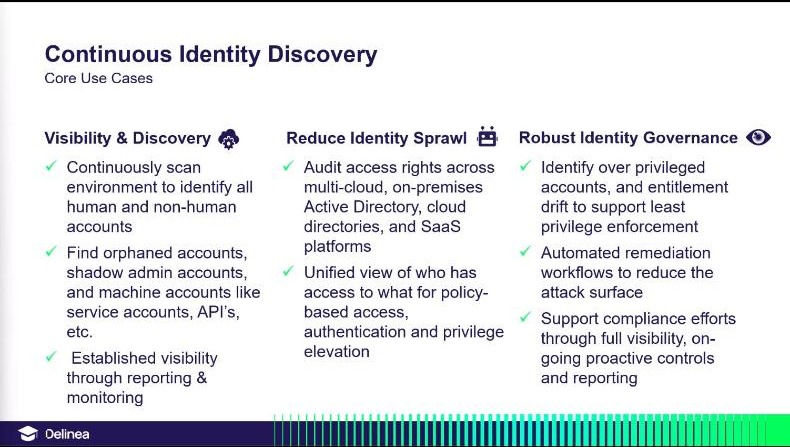 Continuous Identity Discovery
Core Use Cases
Visibility & Discovery
Continuously scan
environment to identify all
human and non-human
accounts
Find orphaned accounts,
shadow admin accounts,
and machine accounts like
service accounts, API's,
etc.
Established visibility
through reporting &
monitoring
Reduce Identity Sprawl
Audit access rights across
multi-cloud, on-premises
Active Directory, cloud
directories, and SaaS
platforms
Unified view of who has
access to what for policy-
based access,
authentication and privilege
elevation
Robust Identity Governance
Identify over privileged
accounts, and entitlement
drift to support least
privilege enforcement
Automated remediation
workflows to reduce the
attack surface
Support compliance efforts
through full visibility, on-
going proactive controls
and reporting
Delinea